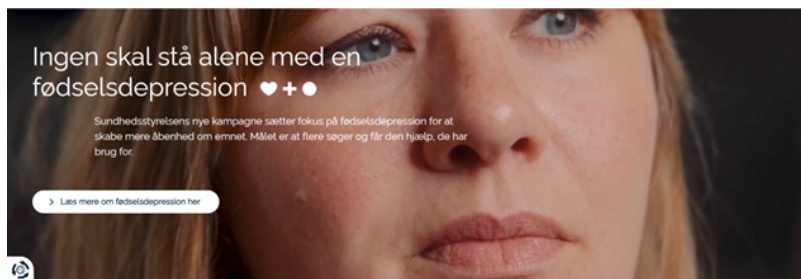 Ingen skal stå alene med en
fødselsdepression
Sundhedsstyrelsens nye kampagne sætter fokus på fødselsdepression for at
skabe mere åbenhed om emnet. Målet er at flere søger og får den hjælp, de har
brug for.
Læs mere om fødselsdepression her